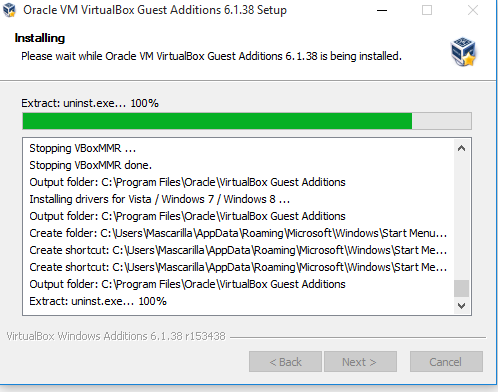 Oracle VM VirtualBox Guest Additions 6.1.38 Setup
Installing
Please wait while Oracle VM VirtualBox Guest Additions 6.1.38 is being installed.
Extract: uninst.exe... 100%
Stopping VBoxMMR ...
Stopping VBoxMMR done.
Output folder: C:\Program Files\Oracle\VirtualBox Guest Additions
Installing drivers for Vista / Windows 7 / Windows 8 ...
Output folder: C:\Program Files\Oracle\VirtualBox Guest Additions
Create folder: C:\Users\Mascarilla\AppData\Roaming\Microsoft\Windows\Start Menu...
Create shortcut: C:\Users\Mascarilla\AppData\Roaming\Microsoft\Windows\Start Me...
Create shortcut: C:\Users\Mascarilla\AppData\Roaming\Microsoft\Windows\Start Me...
Output folder: C:\Program Files\Oracle\VirtualBox Guest Additions
Extract: uninst.exe... 100%
VirtualBox Windows Additions 6.1.38 r153438
< Back
Next >
Cancel